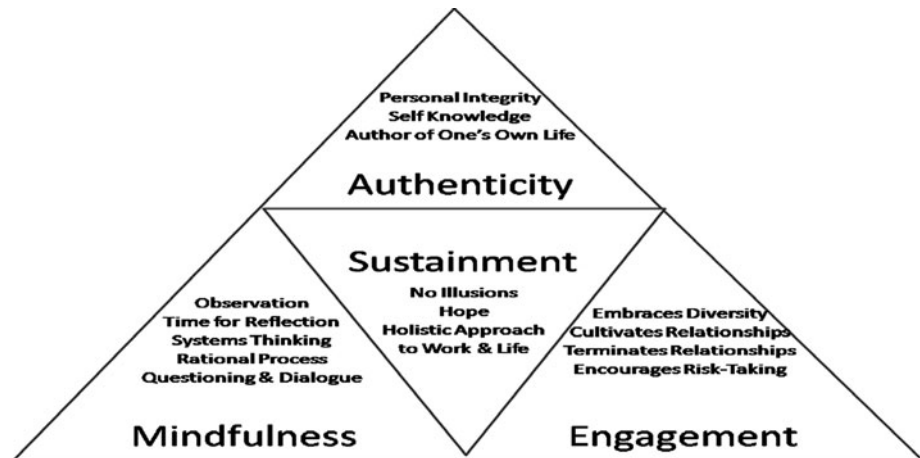 Personal Integrity
Self Knowledge
Author of One's Own Life
Authenticity
Sustainment
No Illusions
Hope
Holistic Approach
to Work & Life
Observation
Time for Reflection
Systems Thinking
Rational Process
Questioning & Dialogue
Mindfulness
Embraces Diversity
Cultivates Relationships
Terminates Relationships
Encourages Risk-Taking
Engagement